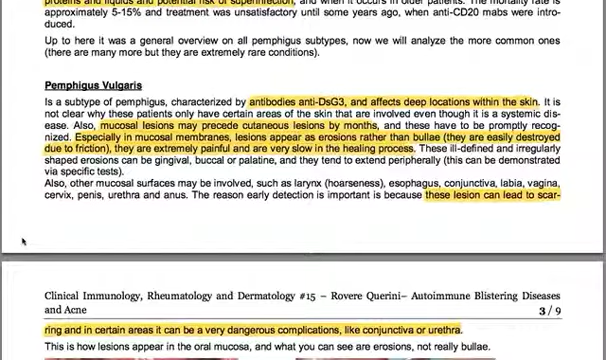 proteins and liquids and potential risk of superinfection, and when it occurs in older patients. The mortality rate is
approximately 5-15% and treatment was unsatisfactory until some years ago, when anti-CD20 mabs were intro-
duced.
Up to here it was a general overview on all pemphigus subtypes, now we will analyze the more common ones
(there are many more but they are extremely rare conditions).
Pemphigus Vulgaris
Is a subtype of pemphigus, characterized by antibodies anti-DsG3, and affects deep locations within the skin. It is
not clear why these patients only have certain areas of the skin that are involved even though it is a systemic dis-
ease. Also, mucosal lesions may precede cutaneous lesions by months, and these have to be promptly recog-
nized. Especially in mucosal membranes, lesions appear as erosions rather than bullae (they are easily destroyed
due to friction), they are extremely painful and are very slow in the healing process. These ill-defined and irregularly
shaped erosions can be gingival, buccal or palatine, and they tend to extend peripherally (this can be demonstrated
via specific tests).
Also, other mucosal surfaces may be involved, such as larynx (hoarseness), esophagus, conjunctiva, labia, vagina,
cervix, penis, urethra and anus. The reason early detection is important is because these lesion can lead to scar-
Clinical Immunology, Rheumatology and Dermatology #15 – Rovere Querini– Autoimmune Blistering Diseases
and Acne 3 / 9
ring and in certain areas it can be a very dangerous complications, like conjunctiva or urethra.
This is how lesions appear in the oral mucosa, and what you can see are erosions, not really bullae.